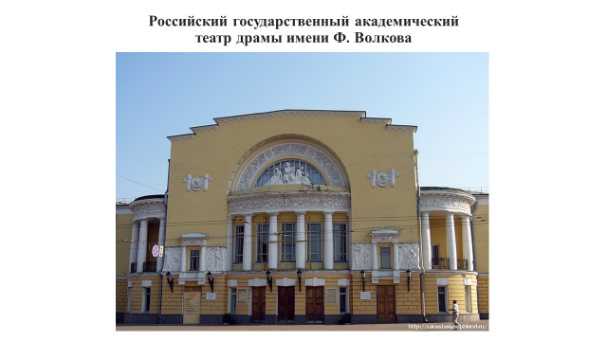 Российский государственный академический
театр драмы имени Ф. Волкова